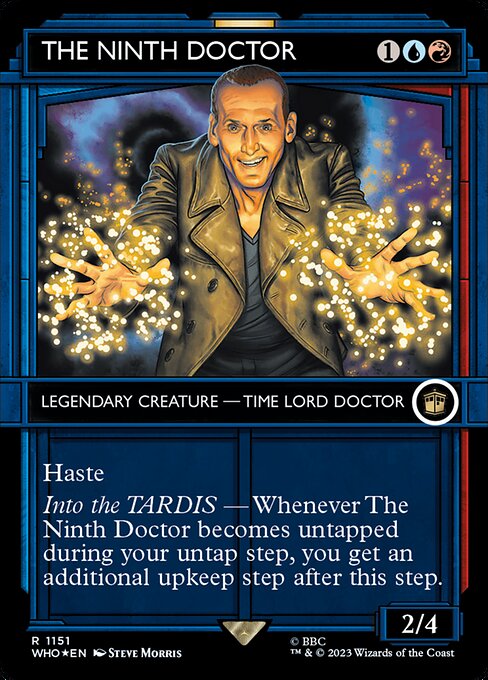 THE NINTH DOCTOR 1
LEGENDARY CREATURE — TIME LORD DOCTOR
Haste
Into the TARDIS — Whenever The
Ninth Doctor becomes untapped
during your untap step, you get an
additional upkeep step after this step.
2/4
R 1151
WHO★EN Steve Morris
© BBC
™ & © 2023 Wizards of the Coast